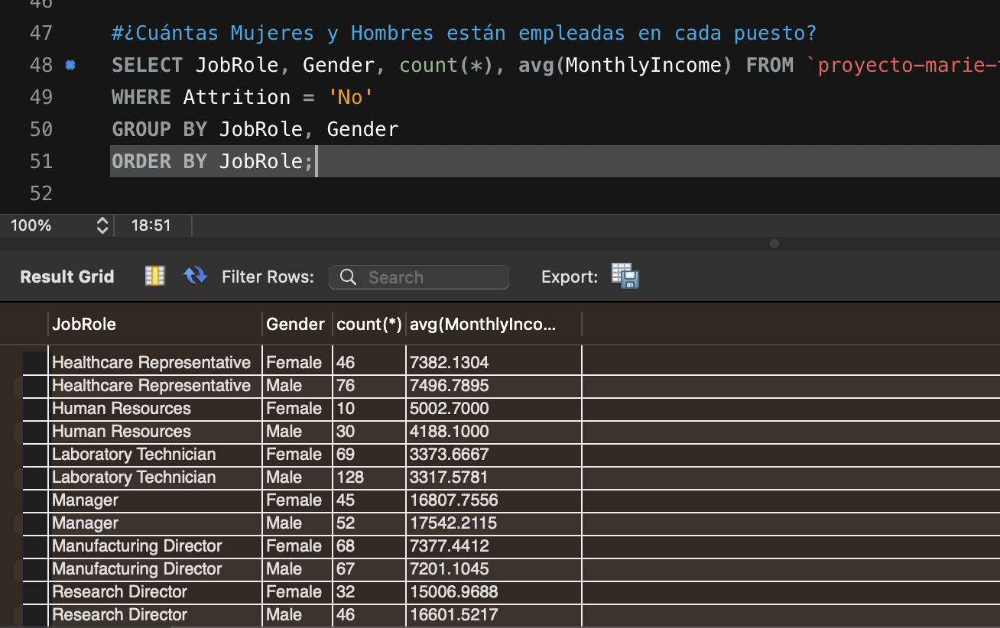 46
47 #¿Cuántas Mujeres y Hombres están empleadas en cada puesto?
48 SELECT JobRole, Gender, count(*), avg(MonthlyIncome) FROM `proyecto-marie-
49 WHERE Attrition = 'No'
50 GROUP BY JobRole, Gender
51 ORDER BY JobRole;
52
100% 18:51
Result Grid Filter Rows: Search Export:
JobRole Gender count(*) avg(MonthlyInco...
Healthcare Representative Female 46 7382.1304
Healthcare Representative Male 76 7496.7895
Human Resources Female 10 5002.7000
Human Resources Male 30 4188.1000
Laboratory Technician Female 69 3373.6667
Laboratory Technician Male 128 3317.5781
Manager Female 45 16807.7556
Manager Male 52 17542.2115
Manufacturing Director Female 68 7377.4412
Manufacturing Director Male 67 7201.1045
Research Director Female 32 15006.9688
Research Director Male 46 16601.5217